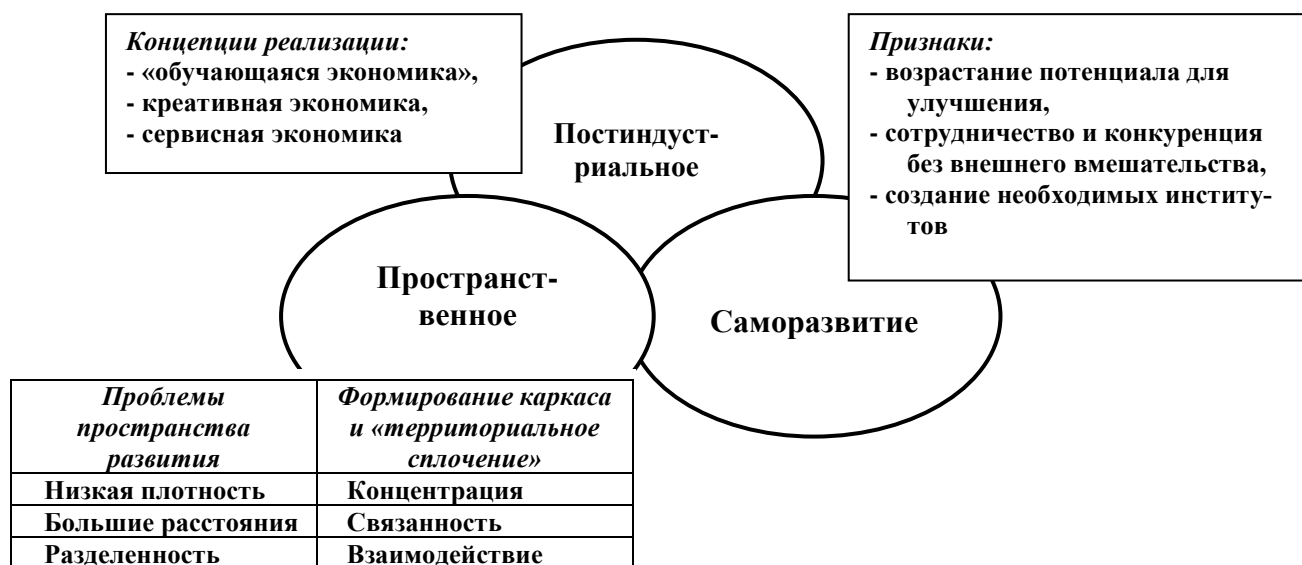 Концепции реализации:
- «обучающаяся экономика»,
- креативная экономика,
- сервисная экономика
Признаки:
- возрастание потенциала для
улучшения,
- сотрудничество и конкуренция
без внешнего вмешательства,
- создание необходимых институ-
тов
Постиндуст-
риальное
Пространст-
венное
Саморазвитие
Проблемы
пространства
развития
Формирование каркаса
и «территориальное
сплочение»
Низкая плотность
Концентрация
Большие расстояния
Связанность
Разделенность
Взаимодействие